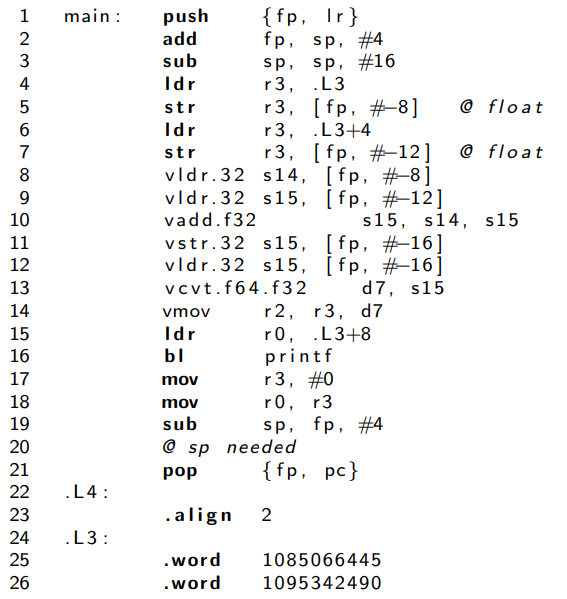 1 main: push {fp, lr}
2 add fp, sp, #4
3 sub sp, sp, #16
4 ldr r3, .L3
5 str r3, [fp, #-8] @ float
6 ldr r3, .L3+4
7 str r3, [fp, #-12] @ float
8 vldr.32 s14, [fp, #-8]
9 vldr.32 s15, [fp, #-12]
10 vadd.f32 s15, s14, s15
11 vstr.32 s15, [fp, #-16]
12 vldr.32 s15, [fp, #-16]
13 vcvt.f64.f32 d7, s15
14 vmov r2, r3, d7
15 ldr r0, .L3+8
16 bl printf
17 mov r3, #0
18 mov r0, r3
19 sub sp, fp, #4
20 @ sp needed
21 pop {fp, pc}
22 .L4:
23 .align 2
24 .L3:
25 .word 1085066445
26 .word 1095342490